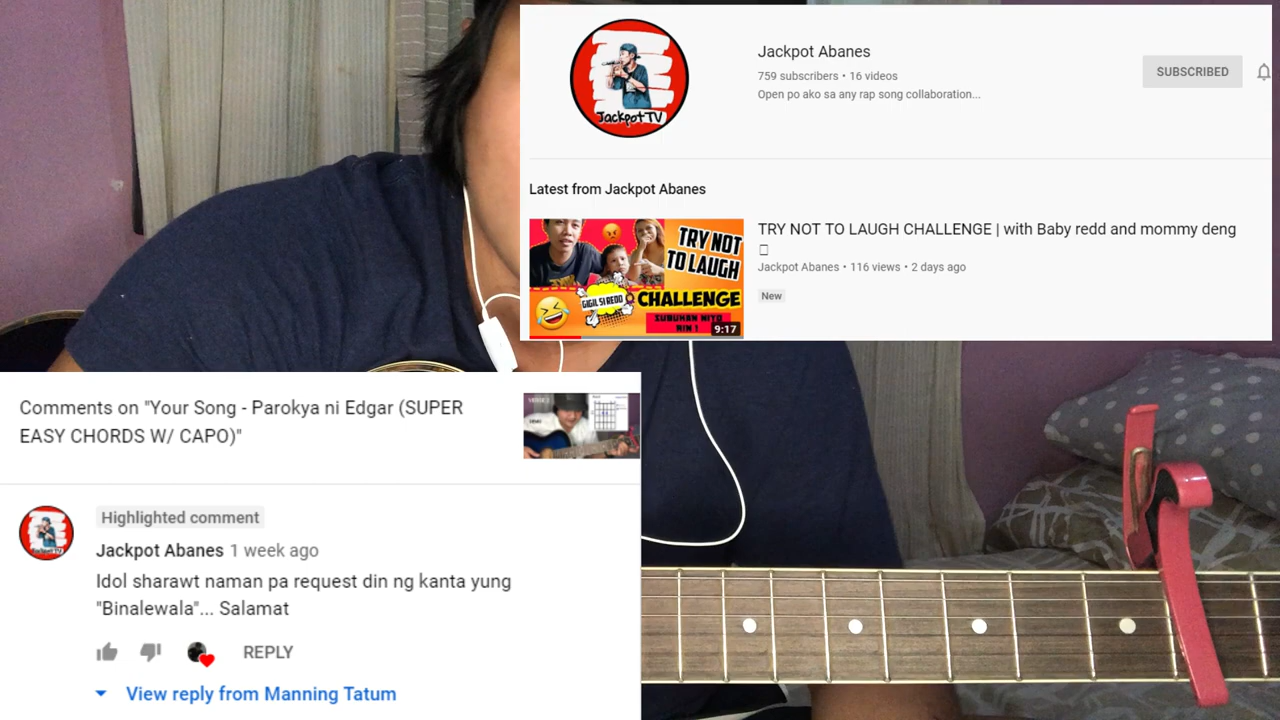 Jackpot Abanes
759 subscribers • 16 videos
Open po ako sa any rap song collaboration...
SUBSCRIBED
JackpotTV
Latest from Jackpot Abanes
TRY NOT
TO LAUGH
CHALLENGE
GIGIL SI REDD
SUBUKAN NIYO
RIN !
9:17
TRY NOT TO LAUGH CHALLENGE | with Baby redd and mommy deng
Jackpot Abanes • 116 views • 2 days ago
New
Comments on "Your Song - Parokya ni Edgar (SUPER
EASY CHORDS W/ CAPO)"
Highlighted comment
Jackpot Abanes 1 week ago
Idol sharawt naman pa request din ng kanta yung
"Binalewala"... Salamat
REPLY
View reply from Manning Tatum